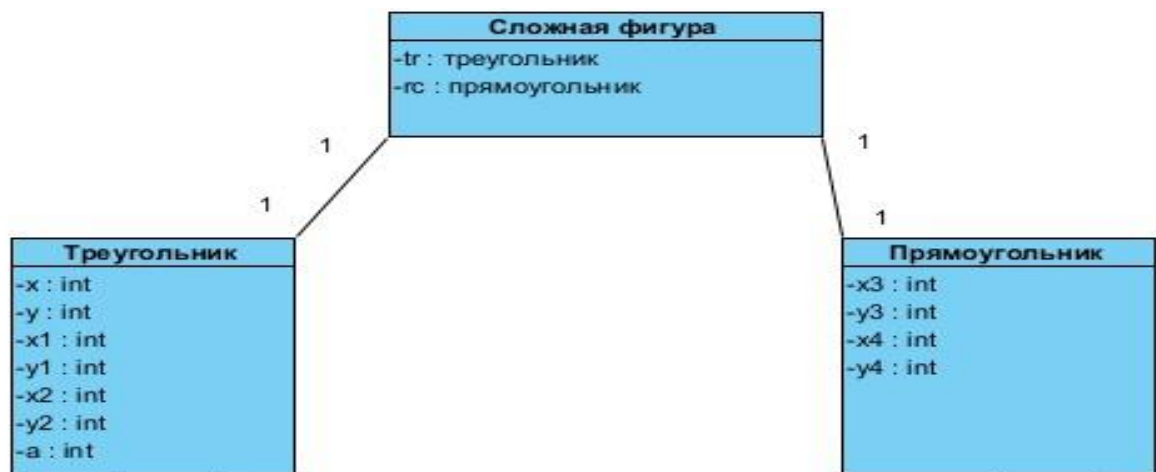 Сложная фигура
-tr : треугольник
-rc : прямоугольник
1
1
1
1
Треугольник
-x : int
-y : int
-x1 : int
-y1 : int
-x2 : int
-y2 : int
-a : int
Прямоугольник
-x3 : int
-y3 : int
-x4 : int
-y4 : int